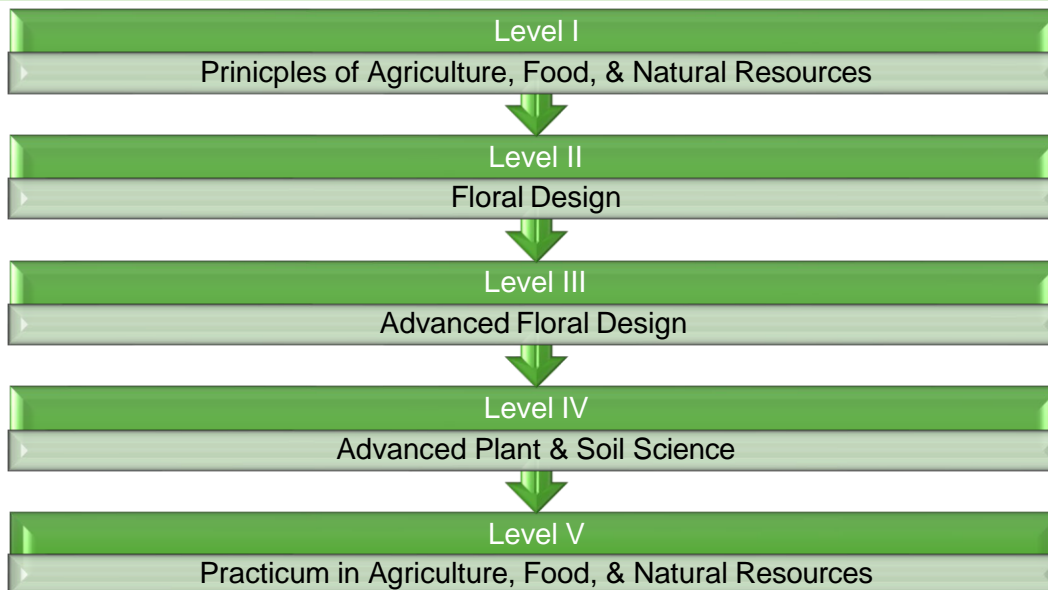 Level I
Prinicples of Agriculture, Food, & Natural Resources
Level II
Floral Design
Level III
Advanced Floral Design
Level IV
Advanced Plant & Soil Science
Level V
Practicum in Agriculture, Food, & Natural Resources